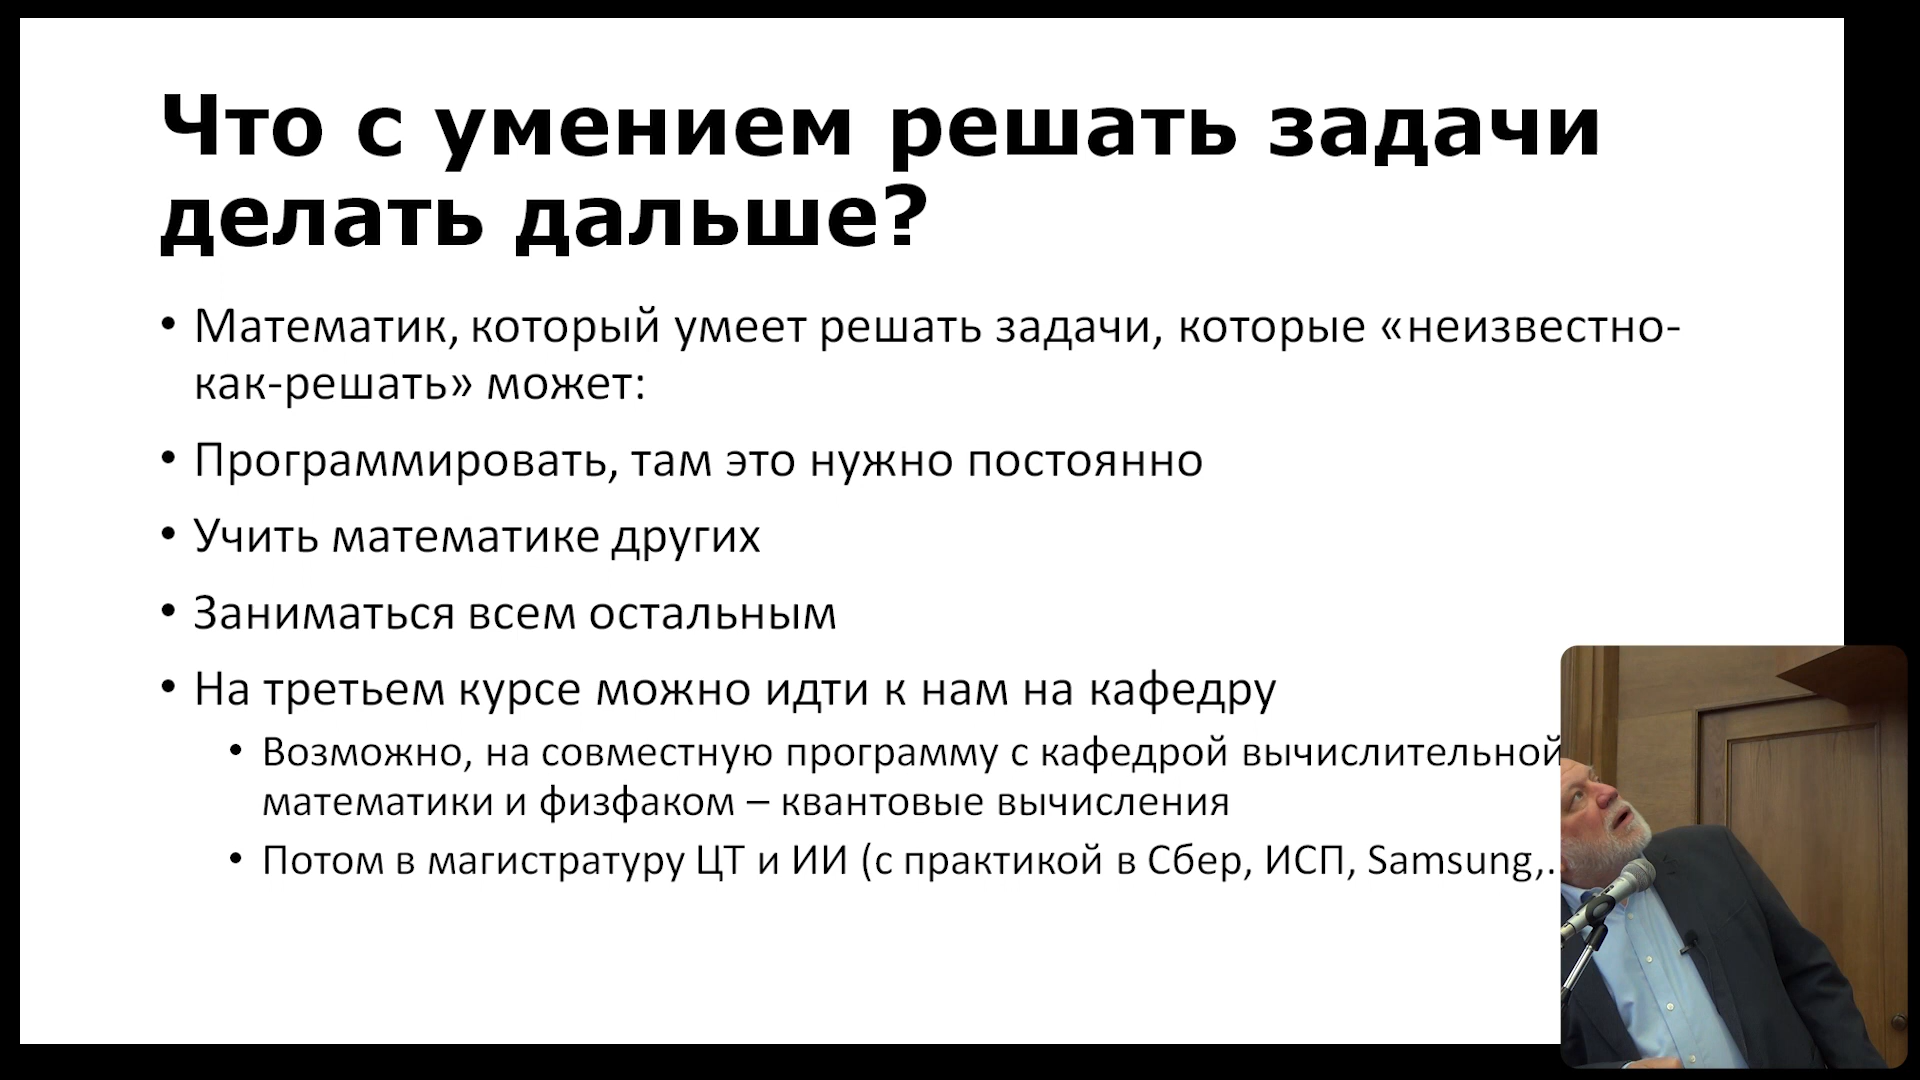 Что с умением решать задачи
делать дальше?
• Математик, который умеет решать задачи, которые «неизвестно-
как-решать» может:
• Программировать, там это нужно постоянно
• Учить математике других
• Заниматься всем остальным
• На третьем курсе можно идти к нам на кафедру
• Возможно, на совместную программу с кафедрой вычислительной
математики и физфаком – квантовые вычисления
• Потом в магистратуру ЦТ и ИИ (с практикой в Сбер, ИСП, Samsung,.